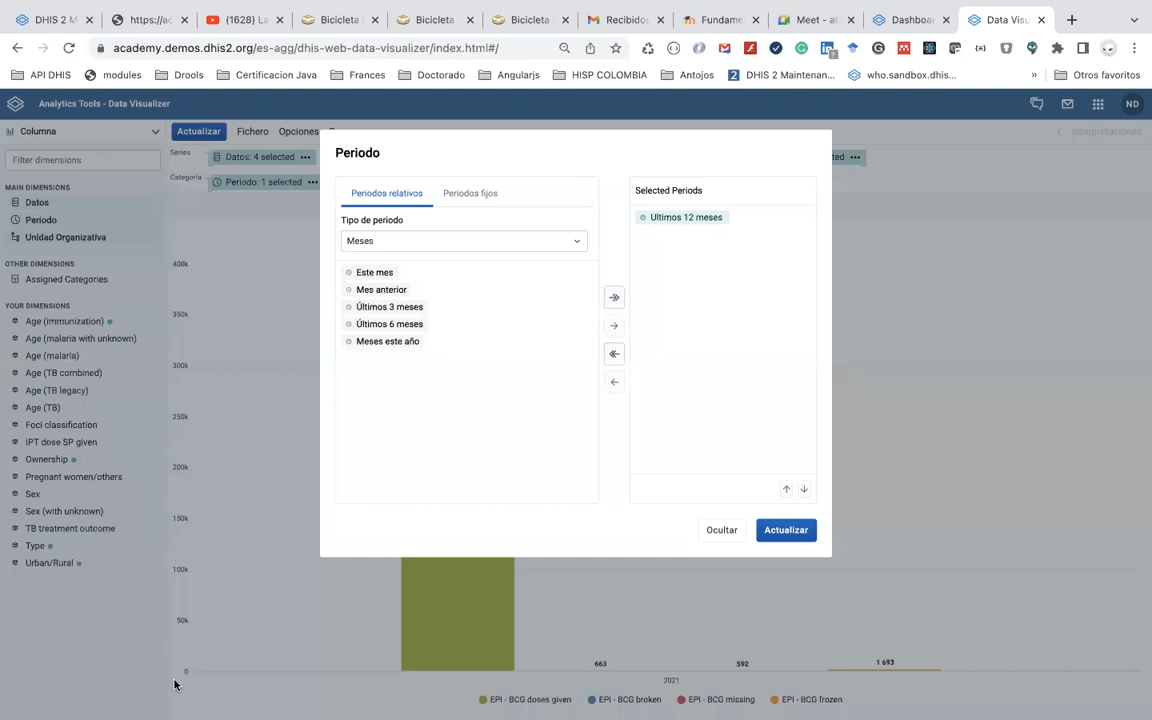 DHIS 2 M
https://ac
(1628) La
Bicicleta
Bicicleta
Bicicleta
Recibidos
Fundame
Meet - at
Dashboar
Data Visu
academy.demos.dhis2.org/es-agg/dhis-web-data-visualizer/index.html#/
API DHIS
modules
Drools
Certificacion Java
Frances
Doctorado
Angularjs
HISP COLOMBIA
Antojos
DHIS 2 Maintenan...
who.sandbox.dhis...
»
Otros favoritos
Analytics Tools - Data Visualizer
ND
Columna
Actualizar
Fichero
Opciones
Interpretaciones
Filter dimensions
Series
Datos: 4 selected
Categoria
Periodo: 1 selected
MAIN DIMENSIONS
Datos
Periodo
Unidad Organizativa
OTHER DIMENSIONS
Assigned Categories
YOUR DIMENSIONS
Age (immunization)
Age (malaria with unknown)
Age (malaria)
Age (TB combined)
Age (TB legacy)
Age (TB)
Foci classification
IPT dose SP given
Ownership
Pregnant women/others
Sex
Sex (with unknown)
TB treatment outcome
Type
Urban/Rural
Periodo
Periodos relativos
Periodos fijos
Tipo de periodo
Meses
Este mes
Mes anterior
Últimos 3 meses
Últimos 6 meses
Meses este año
Selected Periods
Ultimos 12 meses
Ocultar
Actualizar
400k
350k
300k
250k
200k
150k
100k
50k
0
663
592
1 693
2021
EPI - BCG doses given
EPI - BCG broken
EPI - BCG missing
EPI - BCG frozen